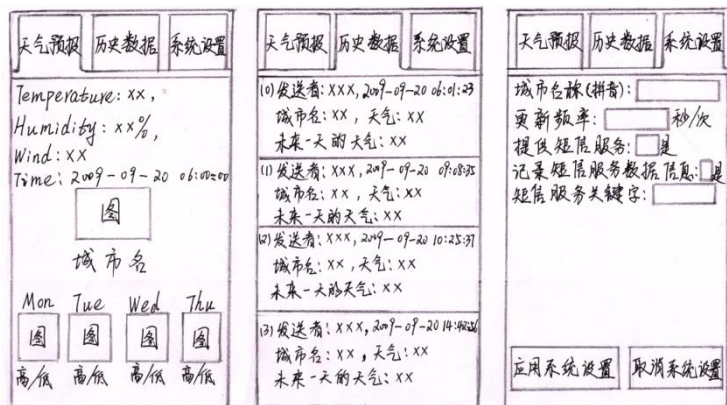 天气预报 历史数据 系统设置
Temperature: xx,
Humidity: xx%,
Wind: xx
Time: 2009-09-20 06:00:00
图
城市名
Mon Tue Wed Thu
图 图 图 图
高/低 高/低 高/低 高/低
天气预报 历史数据 系统设置
(0)发送者: xxx, 2009-09-20 06:01:23
城市名: xx, 天气: xx
未来一天的天气: xx
(1)发送者: xxx, 2009-09-20 09:08:35
城市名: xx, 天气: xx
未来一天的天气: xx
(2)发送者: xxx, 2009-09-20 10:25:37
城市名: xx, 天气: xx
未来一天的天气: xx
(3)发送者: xxx, 2009-09-20
城市名: xx, 天气: xx
未来一天的天气: xx
天气预报 历史数据 系统设置
城市名称(拼音):
更新频率: 秒/次
提供短信服务: 是
记录短信服务数据信息: 是
短信服务关键字:
应用系统设置 取消系统设置